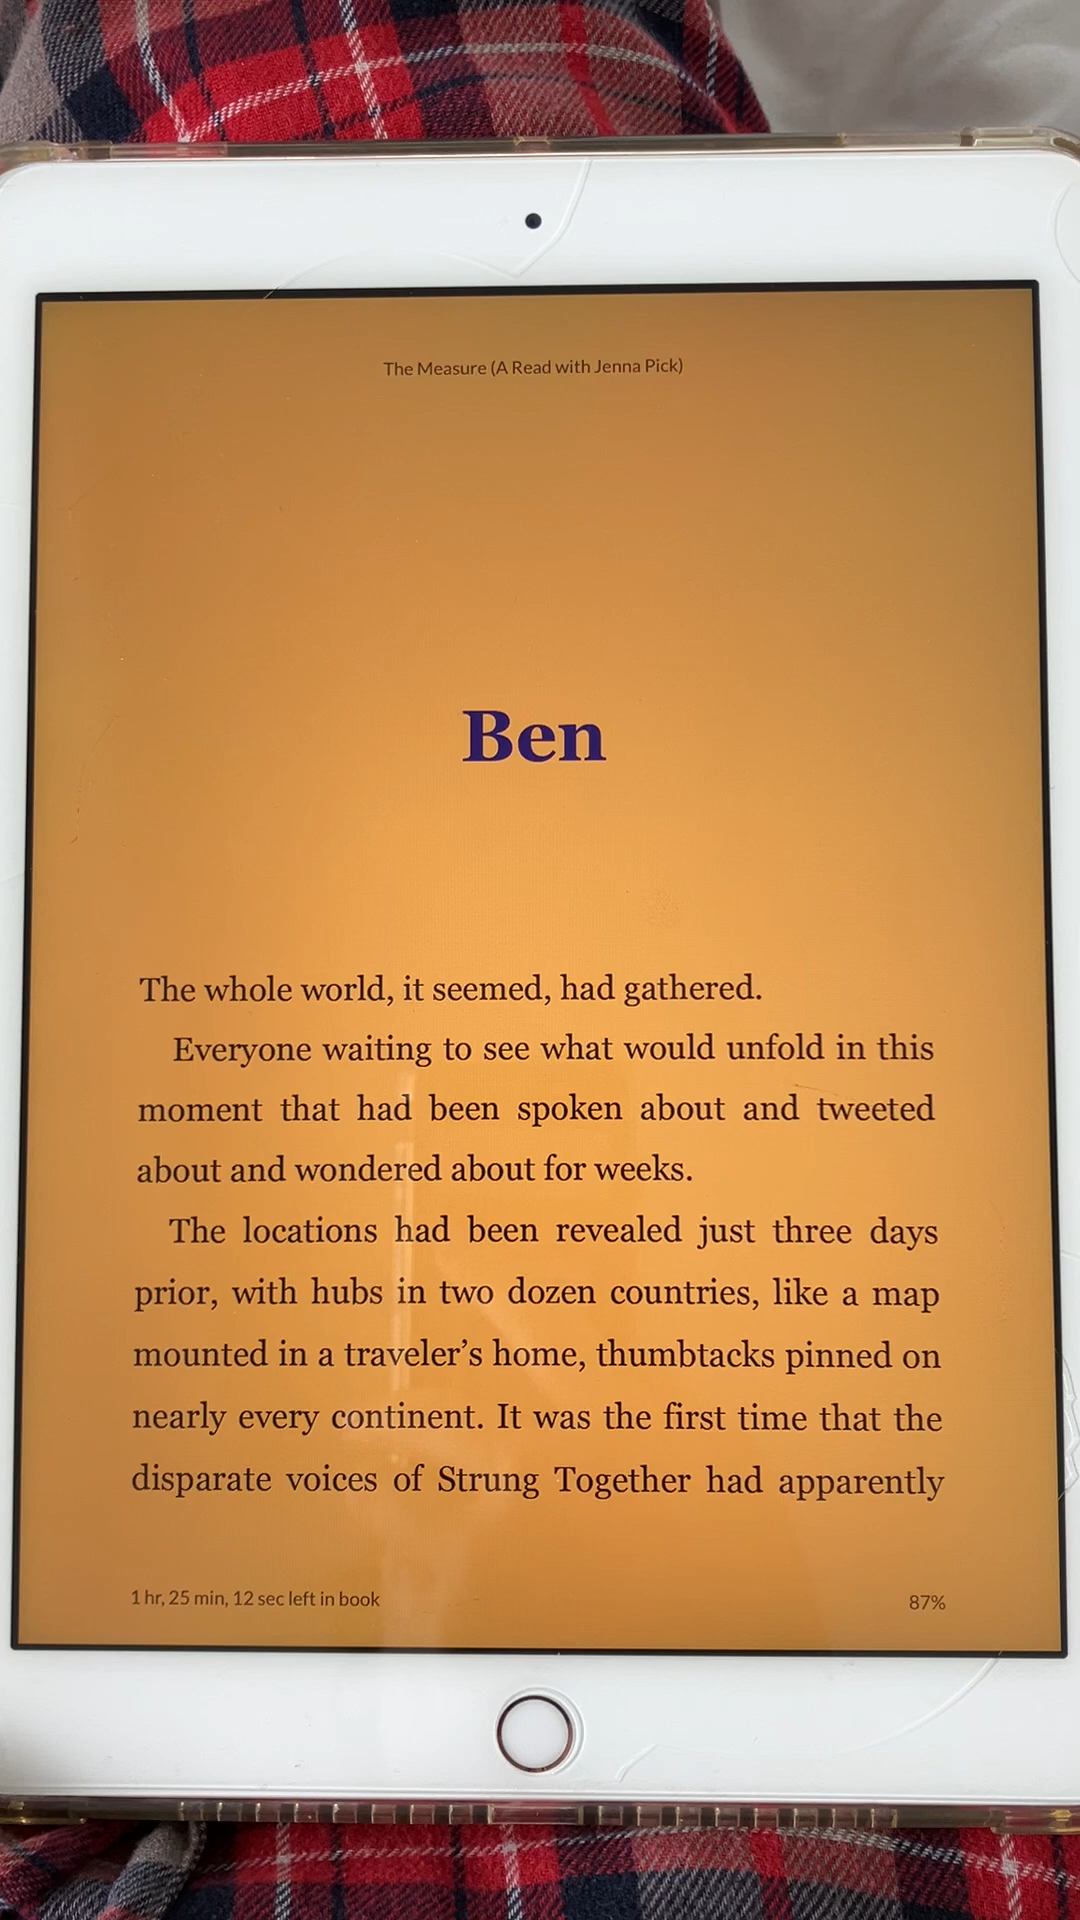 The Measure (A Read with Jenna Pick)
Ben
The whole world, it seemed, had gathered.
Everyone waiting to see what would unfold in this
moment that had been spoken about and tweeted
about and wondered about for weeks.
The locations had been revealed just three days
prior, with hubs in two dozen countries, like a map
mounted in a traveler’s home, thumbtacks pinned on
nearly every continent. It was the first time that the
disparate voices of Strung Together had apparently
1 hr, 25 min, 12 sec left in book
87%